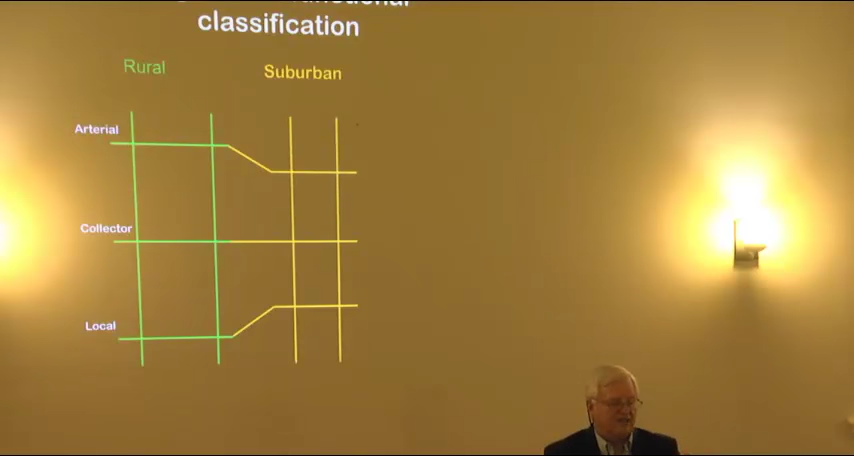 classification
Rural
Suburban
Arterial
Collector
Local